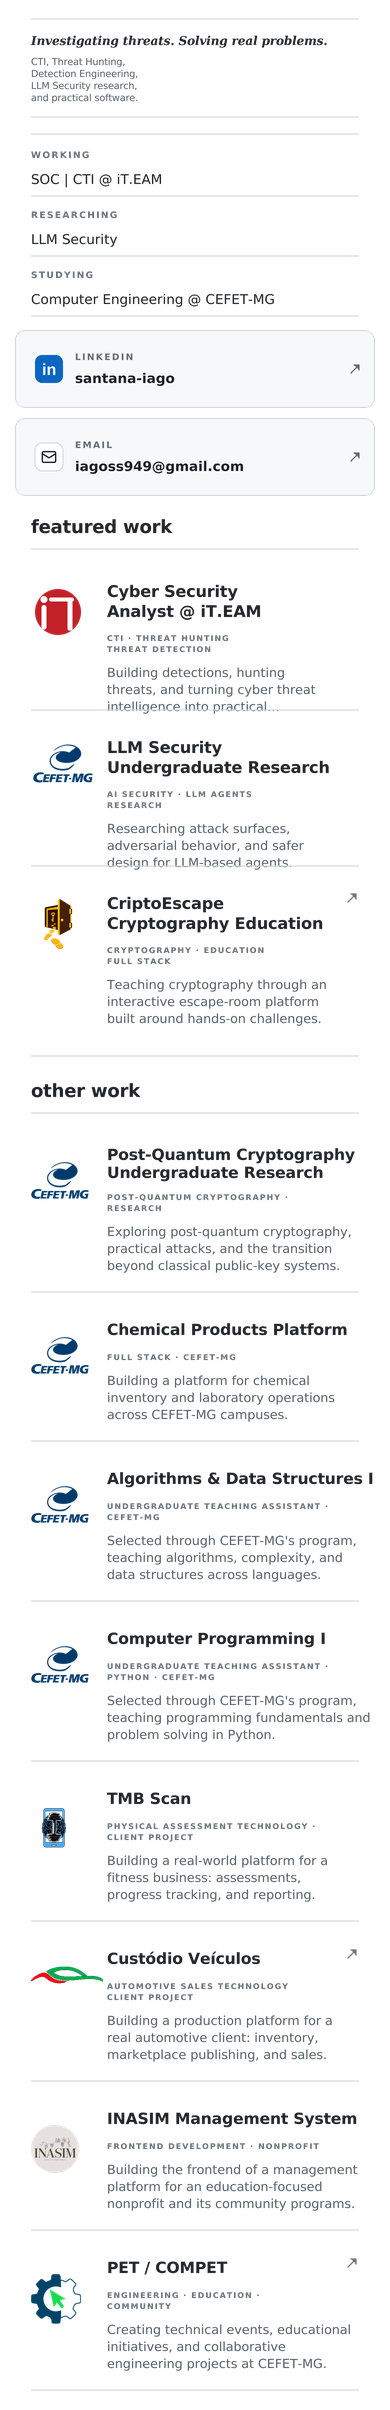 Investigating threats. Solving real problems.
CTI, Threat Hunting,
Detection Engineering,
LLM Security research,
and practical software.
WORKING
SOC | CTI @ iT.EAM
RESEARCHING
LLM Security
STUDYING
Computer Engineering @ CEFET-MG
in
LINKEDIN
santana-iago
↗
EMAIL
iagoss949@gmail.com
↗
featured work
iT
Cyber Security
Analyst @ iT.EAM
CTI · THREAT HUNTING
THREAT DETECTION
Building detections, hunting
threats, and turning cyber threat
intelligence into practical...
CEFET-MG
LLM Security
Undergraduate Research
AI SECURITY · LLM AGENTS
RESEARCH
Researching attack surfaces,
adversarial behavior, and safer
design for LLM-based agents.
CriptoEscape
Cryptography Education
↗
CRYPTOGRAPHY · EDUCATION
FULL STACK
Teaching cryptography through an
interactive escape-room platform
built around hands-on challenges.
other work
CEFET-MG
Post-Quantum Cryptography
Undergraduate Research
POST-QUANTUM CRYPTOGRAPHY ·
RESEARCH
Exploring post-quantum cryptography,
practical attacks, and the transition
beyond classical public-key systems.
CEFET-MG
Chemical Products Platform
FULL STACK · CEFET-MG
Building a platform for chemical
inventory and laboratory operations
across CEFET-MG campuses.
CEFET-MG
Algorithms & Data Structures I
UNDERGRADUATE TEACHING ASSISTANT ·
CEFET-MG
Selected through CEFET-MG's program,
teaching algorithms, complexity, and
data structures across languages.
CEFET-MG
Computer Programming I
UNDERGRADUATE TEACHING ASSISTANT ·
PYTHON · CEFET-MG
Selected through CEFET-MG's program,
teaching programming fundamentals and
problem solving in Python.
TMB Scan
PHYSICAL ASSESSMENT TECHNOLOGY ·
CLIENT PROJECT
Building a real-world platform for a
fitness business: assessments,
progress tracking, and reporting.
Custódio Veículos
↗
AUTOMOTIVE SALES TECHNOLOGY
CLIENT PROJECT
Building a production platform for a
real automotive client: inventory,
marketplace publishing, and sales.
INASIM
INASIM Management System
FRONTEND DEVELOPMENT · NONPROFIT
Building the frontend of a management
platform for an education-focused
nonprofit and its community programs.
PET / COMPET
↗
ENGINEERING · EDUCATION ·
COMMUNITY
Creating technical events, educational
initiatives, and collaborative
engineering projects at CEFET-MG.